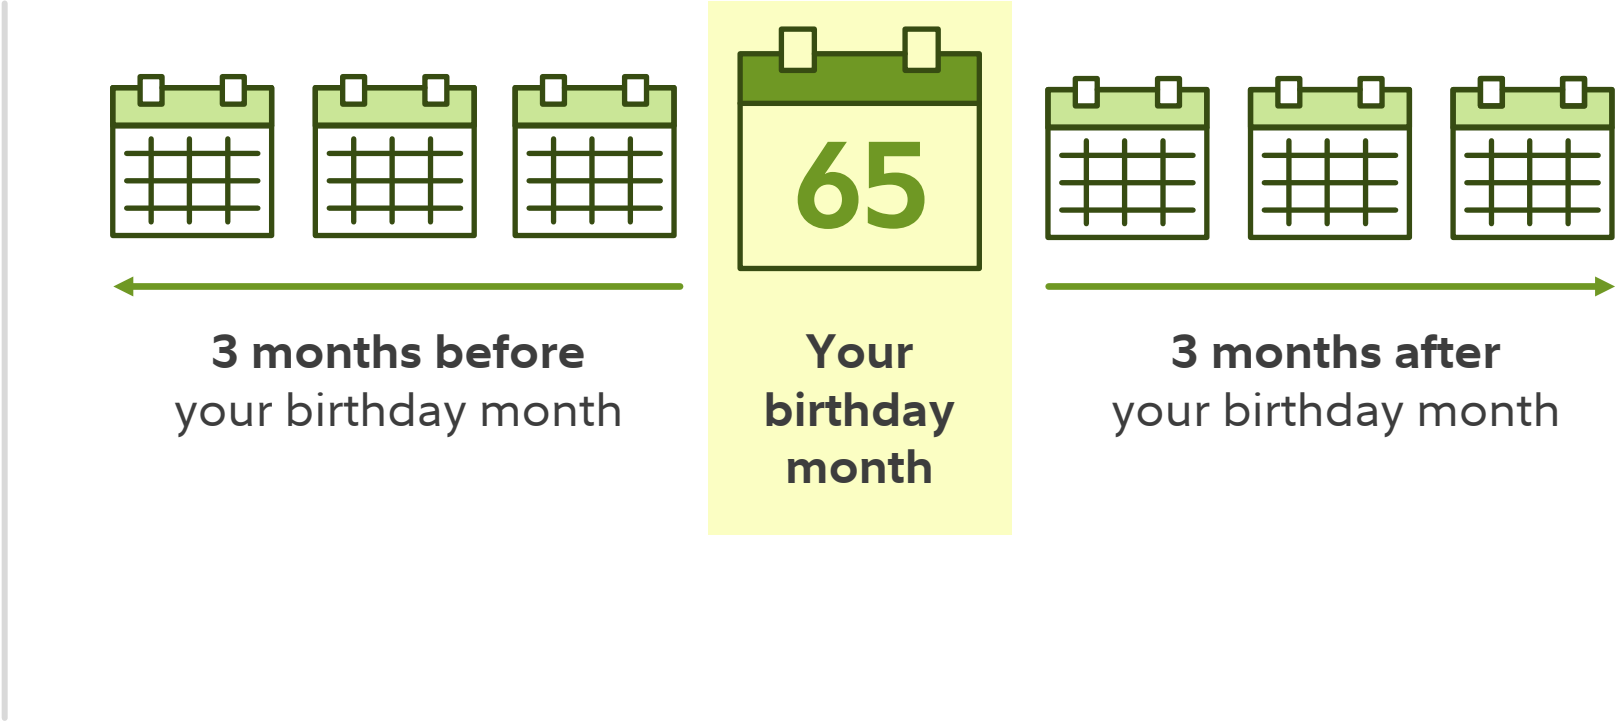 65
3 months before
your birthday month
Your
birthday
month
3 months after
your birthday month